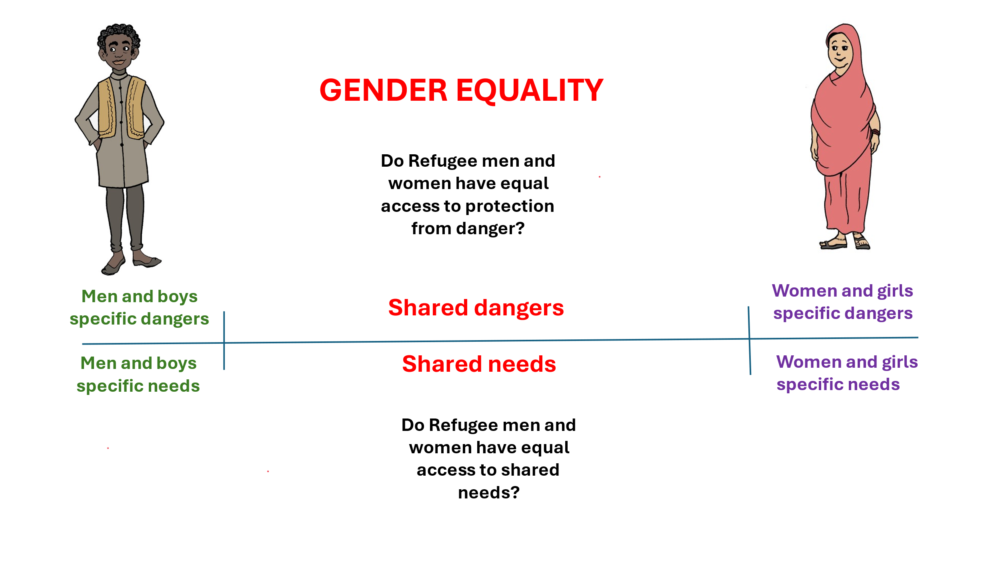 GENDER EQUALITY
Do Refugee men and
women have equal
access to protection
from danger?
Men and boys
specific dangers
Shared dangers
Women and girls
specific dangers
Men and boys
specific needs
Shared needs
Women and girls
specific needs
Do Refugee men and
women have equal
access to shared
needs?